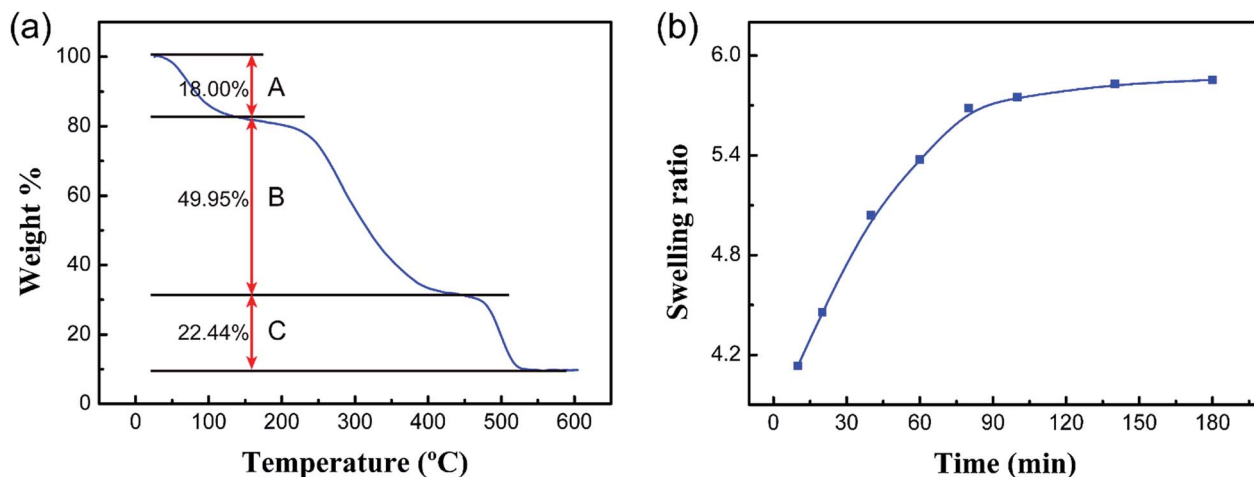 (a)
100
80
60
40
20
0
Weight %
18.00% A
49.95% B
22.44% C
0 100 200 300 400 500 600
Temperature (ºC)
(b)
6.0
5.4
4.8
4.2
Swelling ratio
0 30 60 90 120 150 180
Time (min)